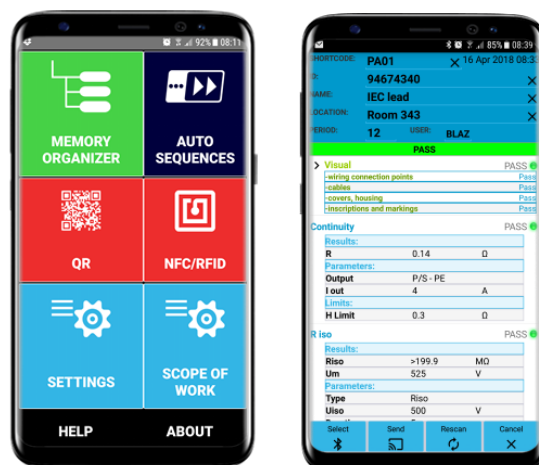 92% 08:11
MEMORY
ORGANIZER
AUTO
SEQUENCES
QR
NFC/RFID
SETTINGS
SCOPE OF
WORK
HELP
ABOUT
85% 08:39
SHORTCODE: PA01 × 16 Apr 2018 08:3
ID: 94674340 ×
NAME: IEC lead ×
LOCATION: Room 343 ×
PERIOD: 12 USER: BLAZ
PASS
Visual PASS
-wiring connection points Pass
-cables Pass
-covers, housing Pass
-inscriptions and markings Pass
Continuity PASS
Results:
R 0.14 Ω
Parameters:
Output P/S - PE
I out 4 A
Limits:
H Limit 0.3 Ω
R iso PASS
Results:
Riso >199.9 MΩ
Um 525 V
Parameters:
Type Riso
Uiso 500 V
Select Send Rescan Cancel